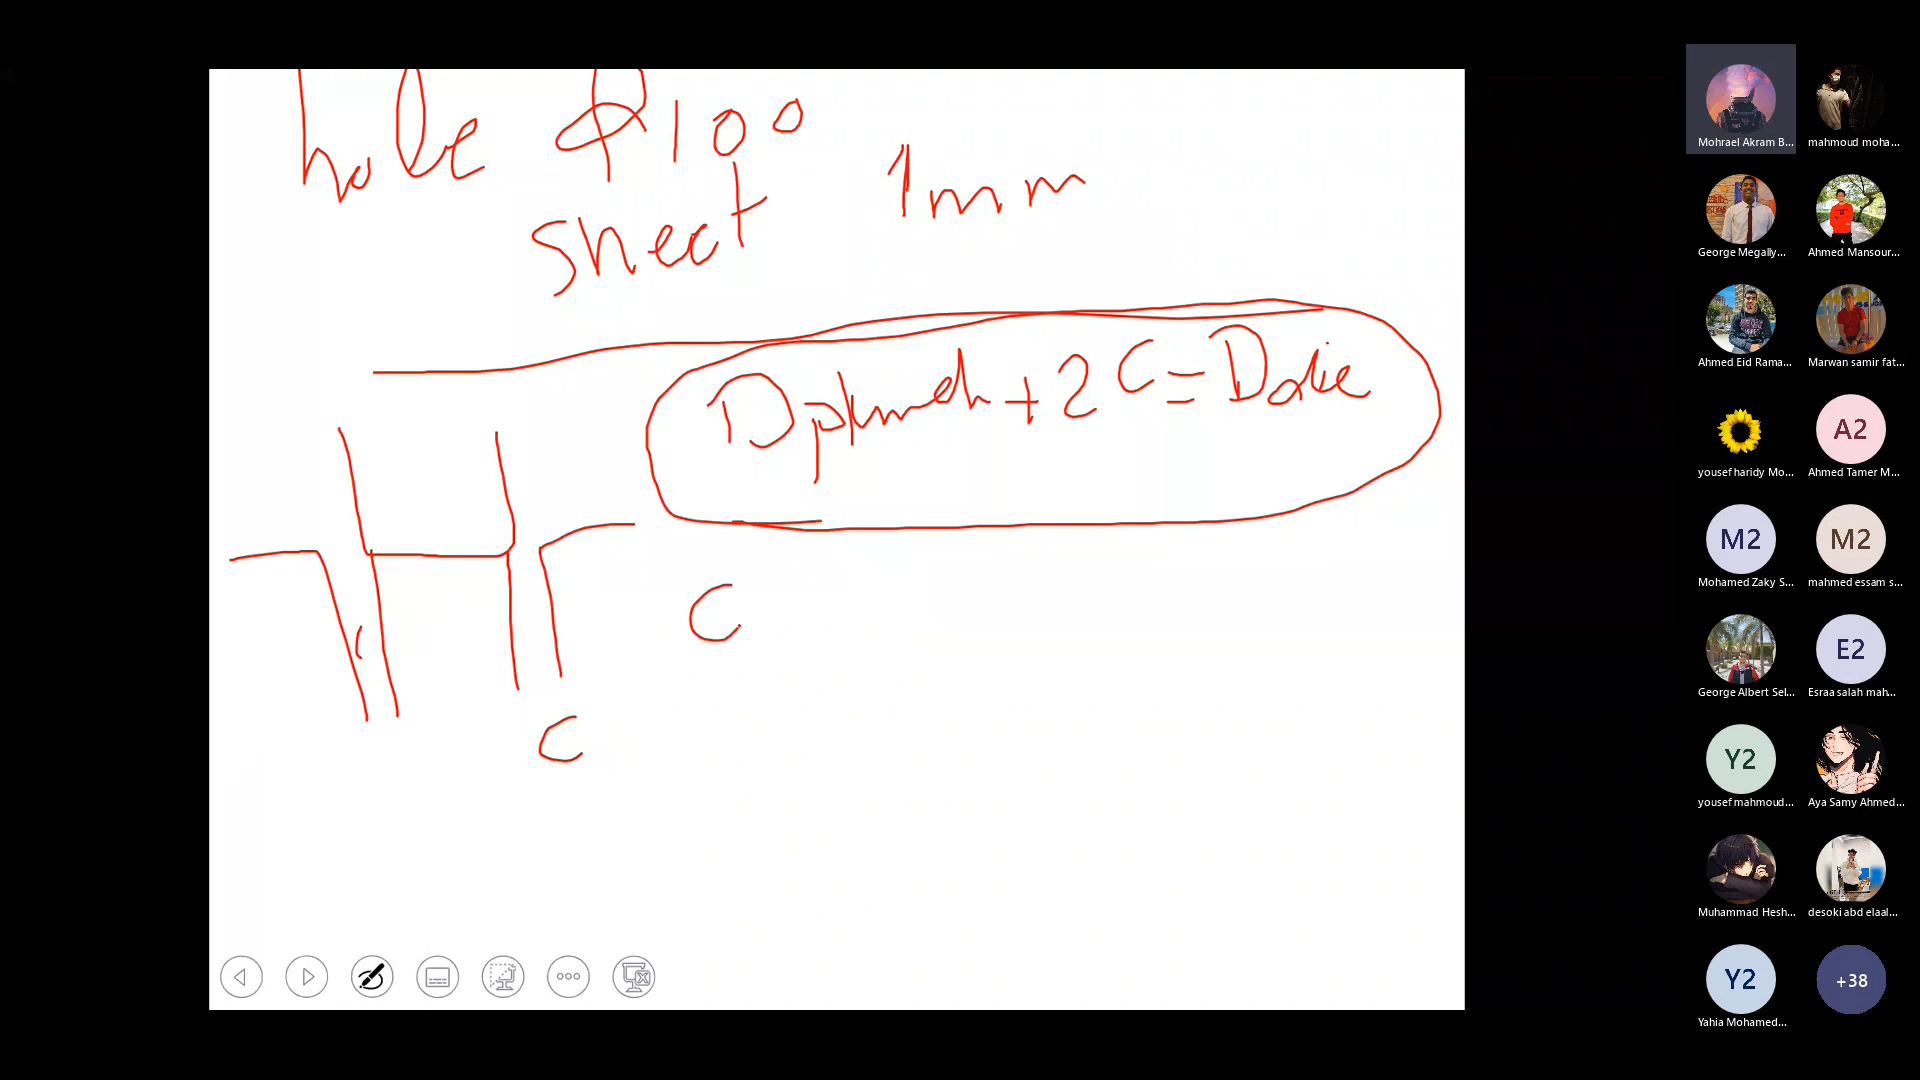 hole ϕ100
sheet 1mm
Dpunch + 2C = Ddie
C
C
C
Mohrael Akram B...
mahmoud moha...
George Megally...
Ahmed Mansour...
Ahmed Eid Rama...
Marwan samir fat...
yousef haridy Mo...
A2
Ahmed Tamer M...
M2
Mohamed Zaky S...
M2
mahmed essam s...
George Albert Sel...
E2
Esraa salah mah...
Y2
yousef mahmoud...
Aya Samy Ahmed...
Muhammad Hesh...
desoki abd elaal...
Y2
Yahia Mohamed...
+38